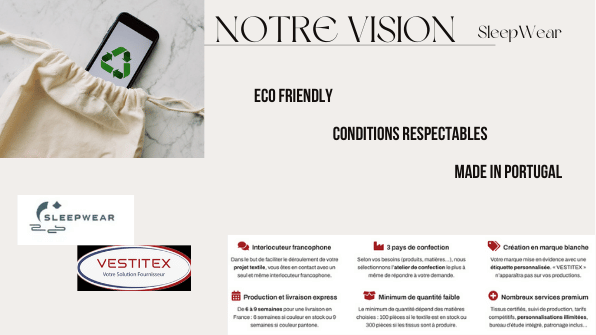 NOTRE VISION
SleepWear
ECO FRIENDLY
CONDITIONS RESPECTABLES
MADE IN PORTUGAL
SLEEPWEAR
VESTITEX
Votre Solution Fournisseur
Interlocuteur francophone
Dans le but de faciliter le déroulement de votre
projet textile, vous êtes en contact avec un
seul et même interlocuteur francophone.
3 pays de confection
Selon vos besoins (produits, matières...), nous
sélectionnons l'atelier de confection le plus à
même de répondre à votre demande.
Création en marque blanche
Votre marque mise en évidence avec une
étiquette personnalisée. « VESTITEX »
n'apparaîtra pas sur vos productions.
Production et livraison express
De 6 à 9 semaines pour une livraison en
France : 9 semaines si couleur en stock ou 9
semaines si couleur pantone.
Minimum de quantité faible
Le minimum de quantité dépend des matières
choisies : 100 pièces si le textile est en stock ou
300 pièces si les tissus sont à produire.
Nombreux services premium
Tissus certifiés, suivi de production, tarifs
compétitifs, personnalisations illimitées,
bureau d'étude intégré, patronage inclus...